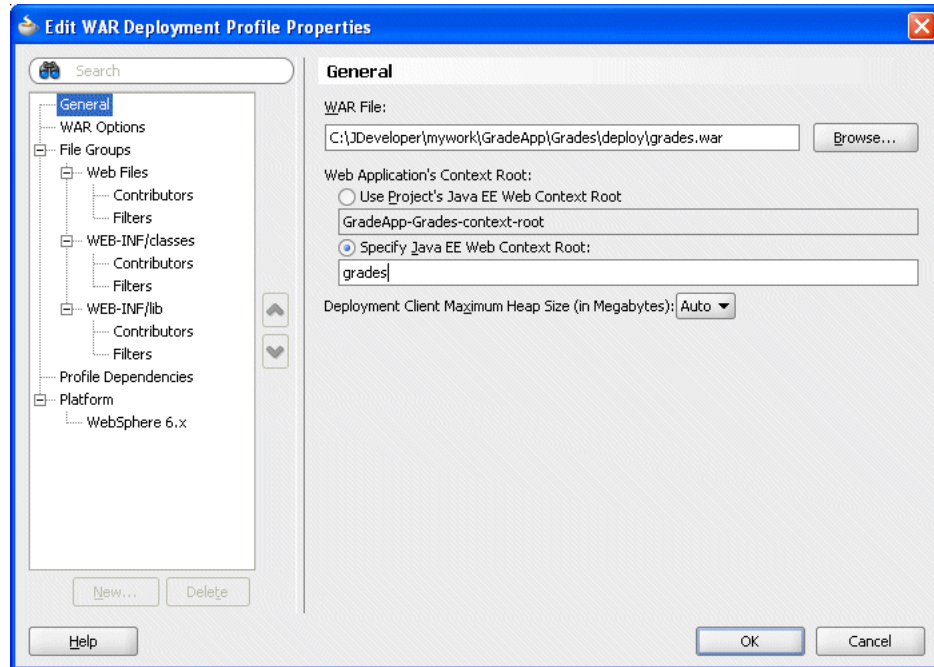 Edit WAR Deployment Profile Properties
Search
General
WAR Options
File Groups
Web Files
Contributors
Filters
WEB-INF/classes
Contributors
Filters
WEB-INF/lib
Contributors
Filters
Profile Dependencies
Platform
WebSphere 6.x
New...
Delete
General
WAR File:
C:\JDeveloper\mywork\GradeApp\Grades\deploy\grades.war
Browse...
Web Application's Context Root:
Use Project's Java EE Web Context Root
GradeApp-Grades-context-root
Specify Java EE Web Context Root:
grades
Deployment Client Maximum Heap Size (in Megabytes): Auto
Help
OK
Cancel